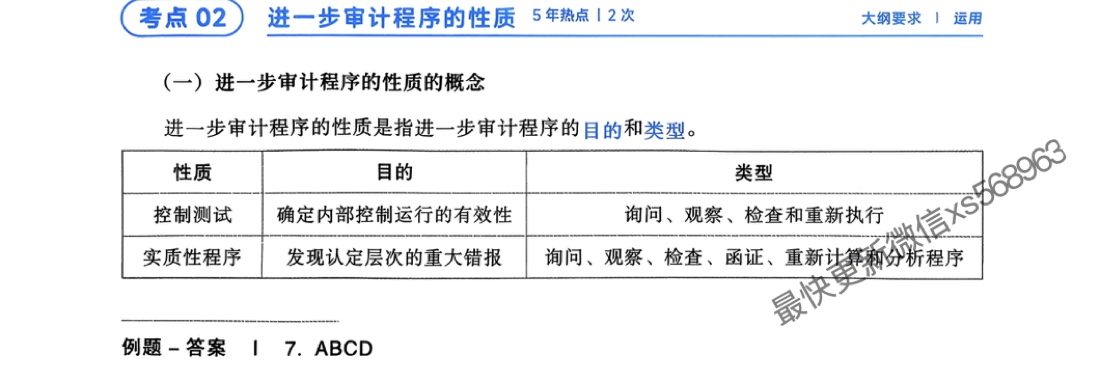 考点 02 进一步审计程序的性质 5年热点 | 2次 大纲要求 | 运用
（一）进一步审计程序的性质的概念
进一步审计程序的性质是指进一步审计程序的目的和类型。
性质 目的 类型
控制测试 确定内部控制运行的有效性 询问、观察、检查和重新执行
实质性程序 发现认定层次的重大错报 询问、观察、检查、函证、重新计算和分析程序
最快更新微信xs568963
例题 – 答案 | 7. ABCD